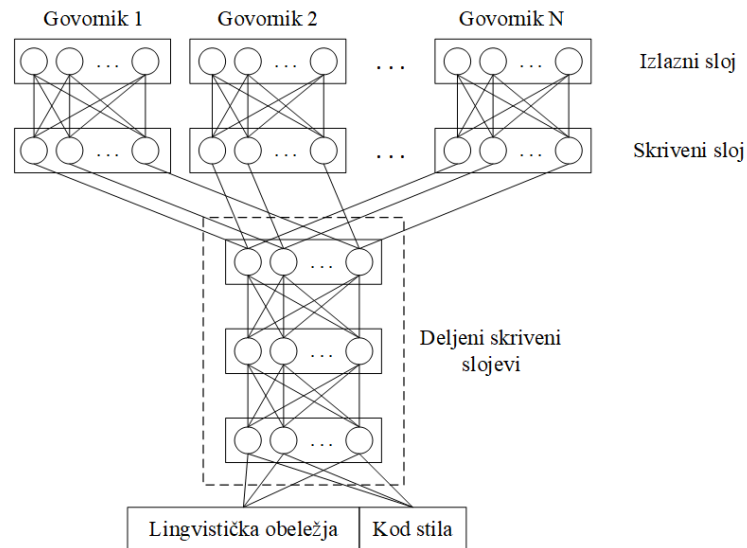 Govornik 1
Govornik 2
Govornik N
. . .
. . .
. . .
. . .
Izlazni sloj
. . .
. . .
. . .
. . .
Skriveni sloj
. . .
. . .
Deljeni skriveni
slojevi
. . .
Lingvistička obeležja
Kod stila